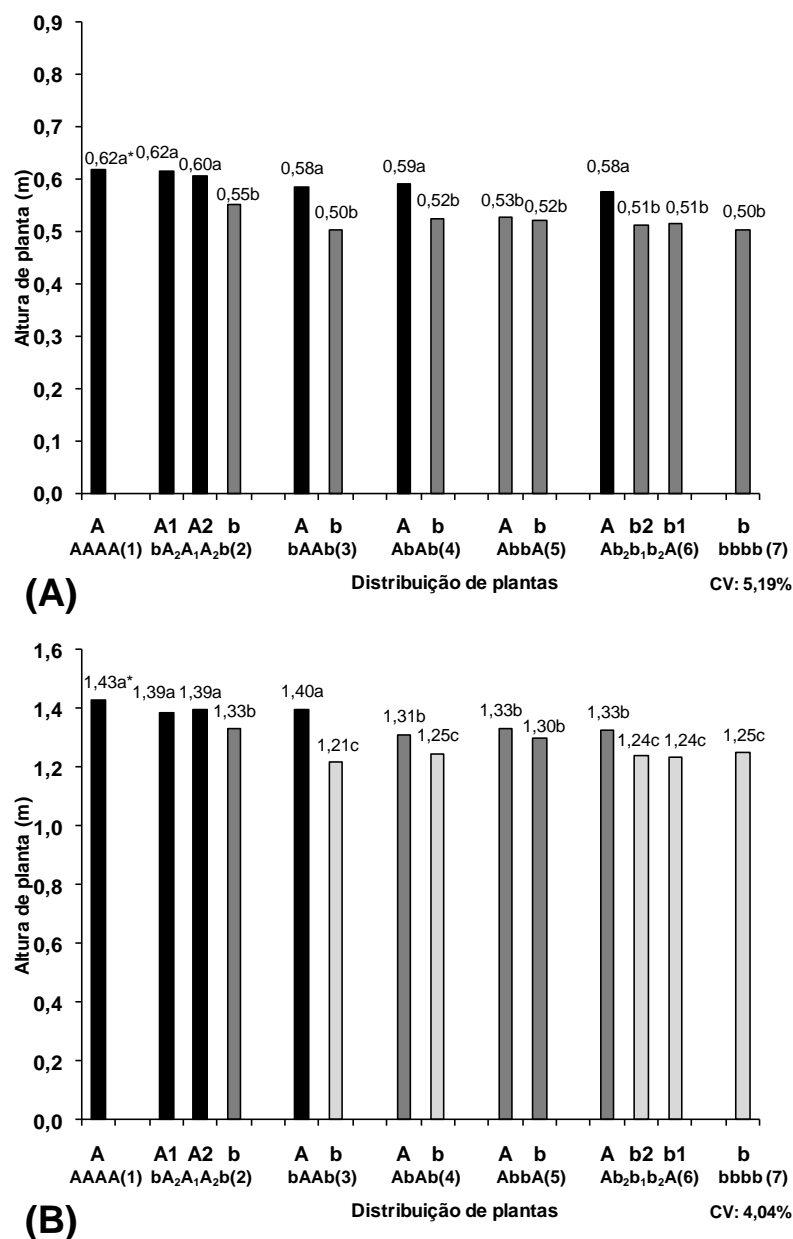 0,9
0,8
0,7
0,6
0,5
0,4
0,3
0,2
0,1
0,0
Altura de planta (m)
0,62a* 0,62a 0,60a 0,55b 0,58a 0,50b 0,59a 0,52b 0,53b 0,52b 0,58a 0,51b 0,51b 0,50b
A A1 A2 b A b A b A b A b2 b1 b
AAAA(1) bA₂A₁A₂b(2) bAAb(3) AbAb(4) AbbA(5) Ab₂b₁b₂A(6) bbbb(7)
(A) Distribuição de plantas CV: 5,19%
1,6
1,4
1,2
1,0
0,8
0,6
0,4
0,2
0,0
Altura de planta (m)
1,43a* 1,39a 1,39a 1,33b 1,40a 1,21c 1,31b 1,25c 1,33b 1,30b 1,33b 1,24c 1,24c 1,25c
A A1 A2 b A b A b A b A b2 b1 b
AAAA(1) bA₂A₁A₂b(2) bAAb(3) AbAb(4) AbbA(5) Ab₂b₁b₂A(6) bbbb(7)
(B) Distribuição de plantas CV: 4,04%